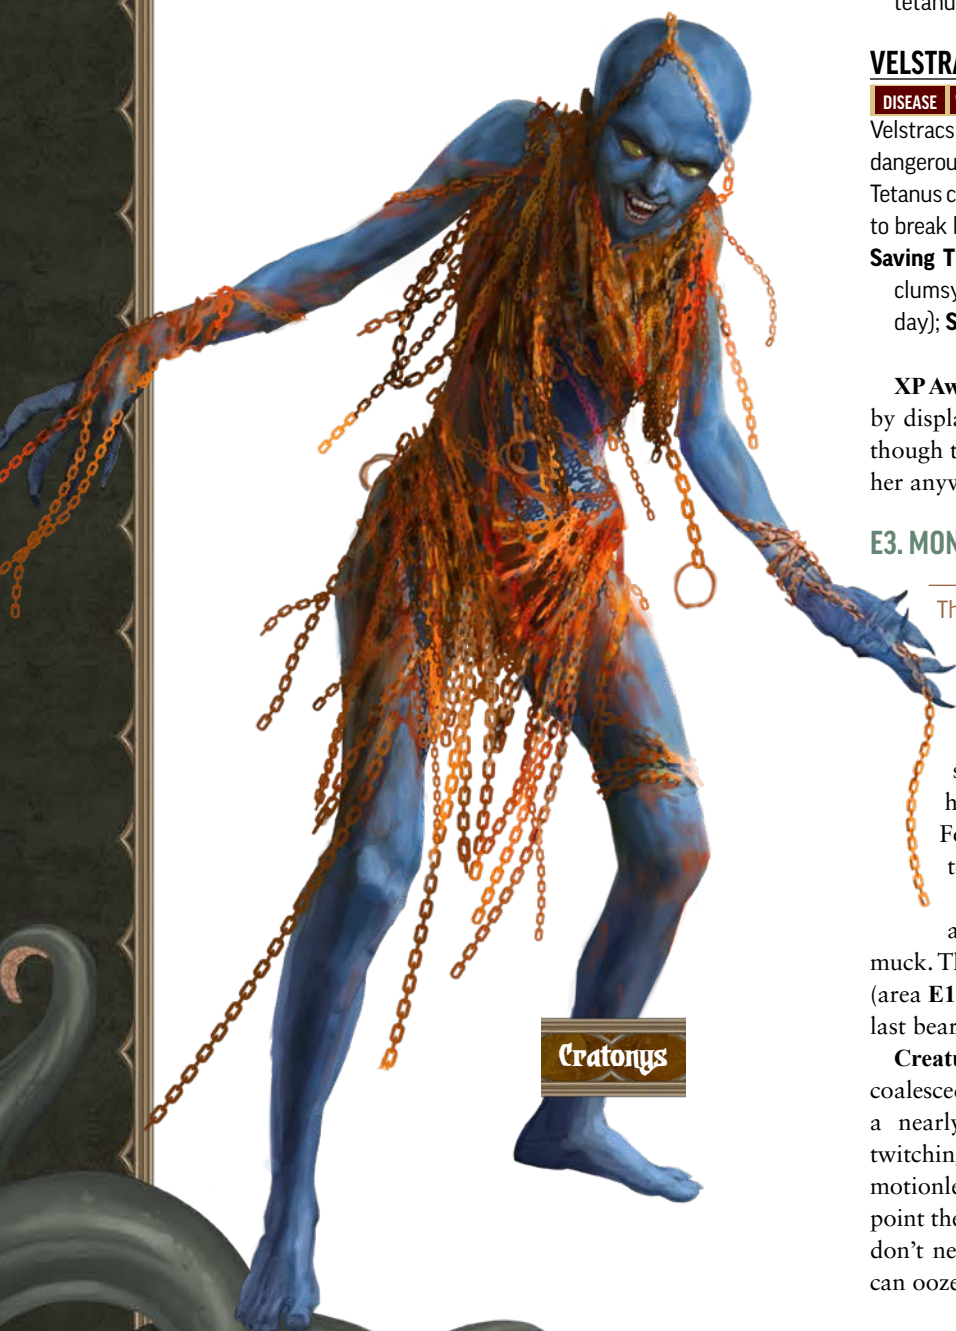 tetanu
VELSTRA
DISEASE
Velstracs
dangerou
Tetanus c
to break l
Saving T
clumsy
day); S
XP Aw
by displa
though t
her anyw
E3. MON
Th
s
h
Fo
t
a
muck. Th
(area E1
last bear
Cratonys
Creatu
coalesced
a nearly
twitching
motionle
point the
don’t ne
can ooze